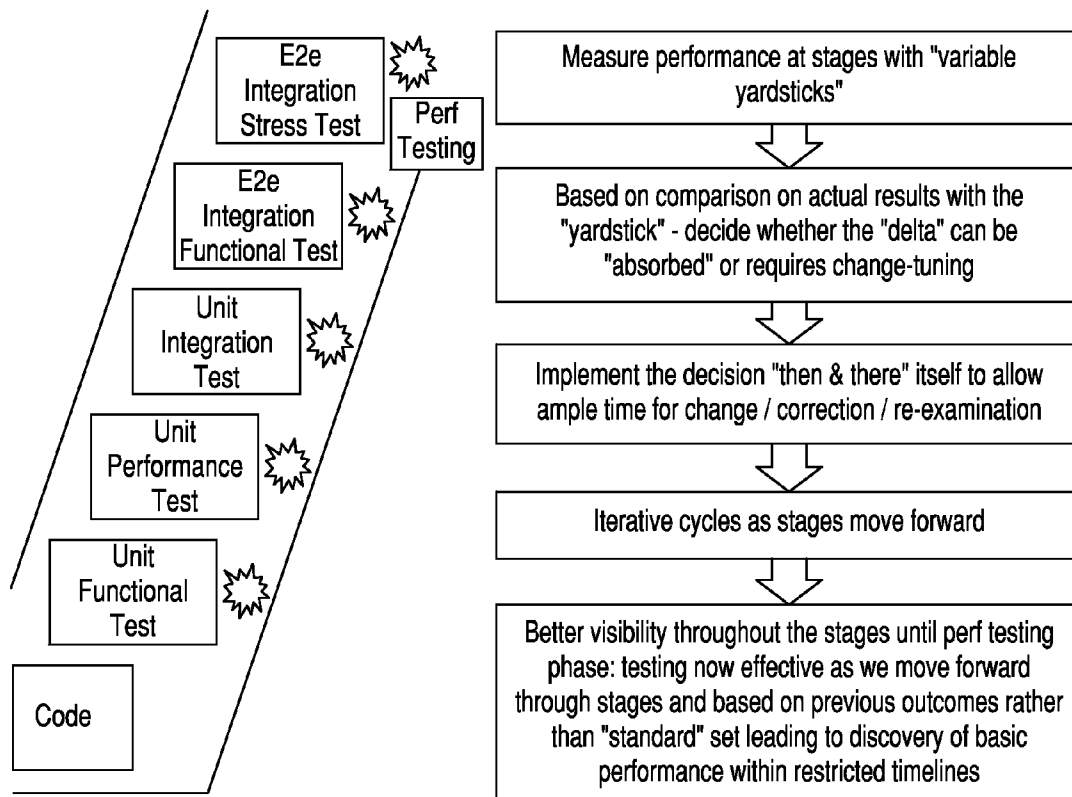 E2e
Integration
Stress Test
Perf
Testing
E2e
Integration
Functional Test
Unit
Integration
Test
Unit
Performance
Test
Unit
Functional
Test
Code
Measure performance at stages with "variable
yardsticks"
Based on comparison on actual results with the
"yardstick" - decide whether the "delta" can be
"absorbed" or requires change-tuning
Implement the decision "then & there" itself to allow
ample time for change / correction / re-examination
Iterative cycles as stages move forward
Better visibility throughout the stages until perf testing
phase: testing now effective as we move forward
through stages and based on previous outcomes rather
than "standard" set leading to discovery of basic
performance within restricted timelines